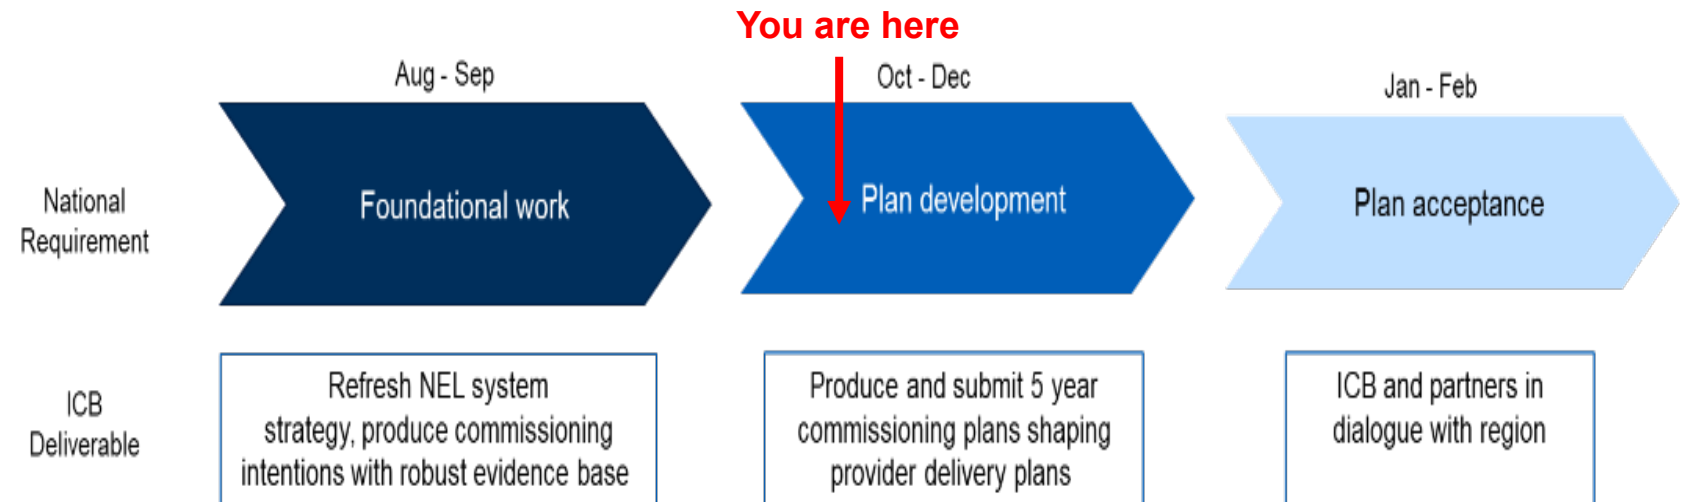 You are here
Aug - Sep
Oct - Dec
Jan - Feb
National
Requirement
Foundational work
Plan development
Plan acceptance
ICB
Deliverable
Refresh NEL system
strategy, produce commissioning
intentions with robust evidence base
Produce and submit 5 year
commissioning plans shaping
provider delivery plans
ICB and partners in
dialogue with region